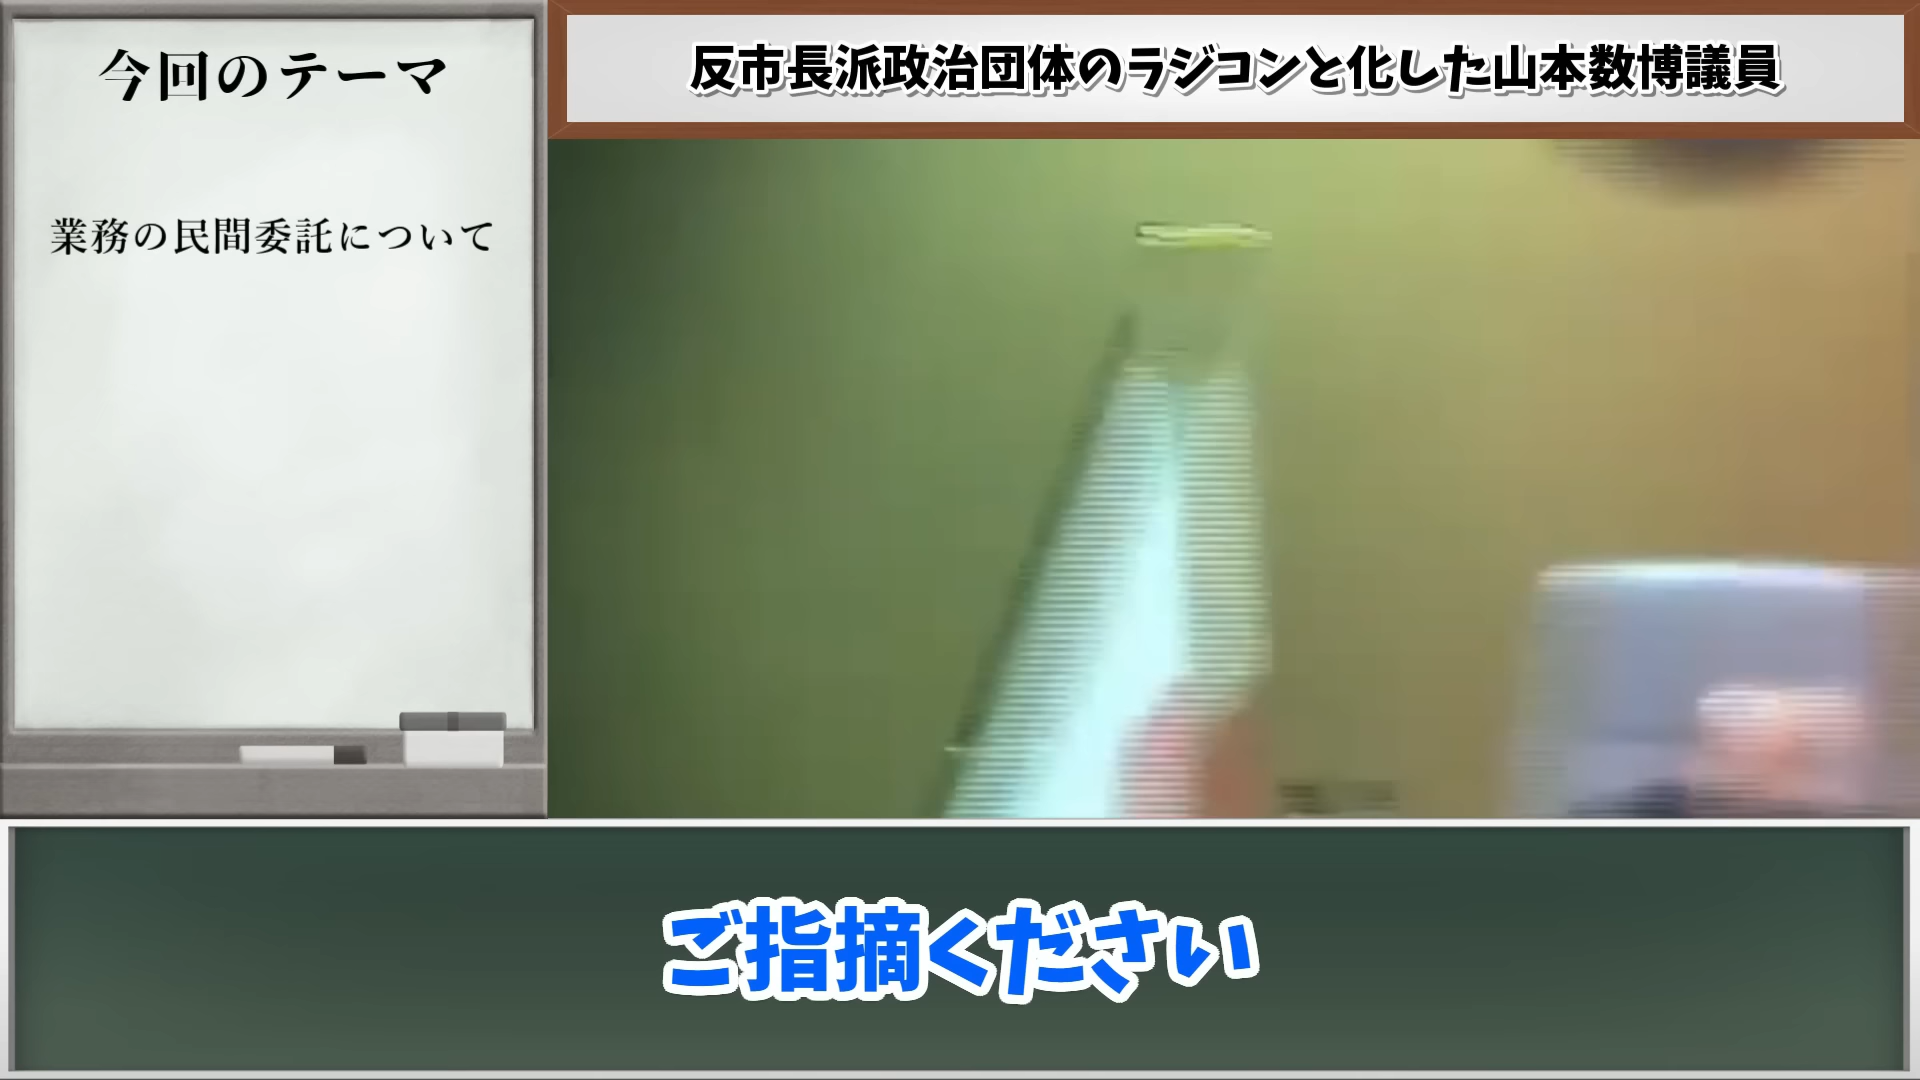 今回のテーマ
業務の民間委託について
反市長派政治団体のラジコンと化した山本数博議員
ご指摘ください